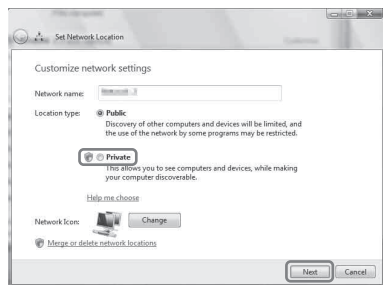 Set Network Location
Customize network settings
Network name:
Location type:
Public
Discovery of other computers and devices will be limited, and
the use of the network by some programs may be restricted.
Private
This allows you to see computers and devices, while making
your computer discoverable.
Help me choose
Network Icon:
Change
Merge or delete network locations
Next
Cancel